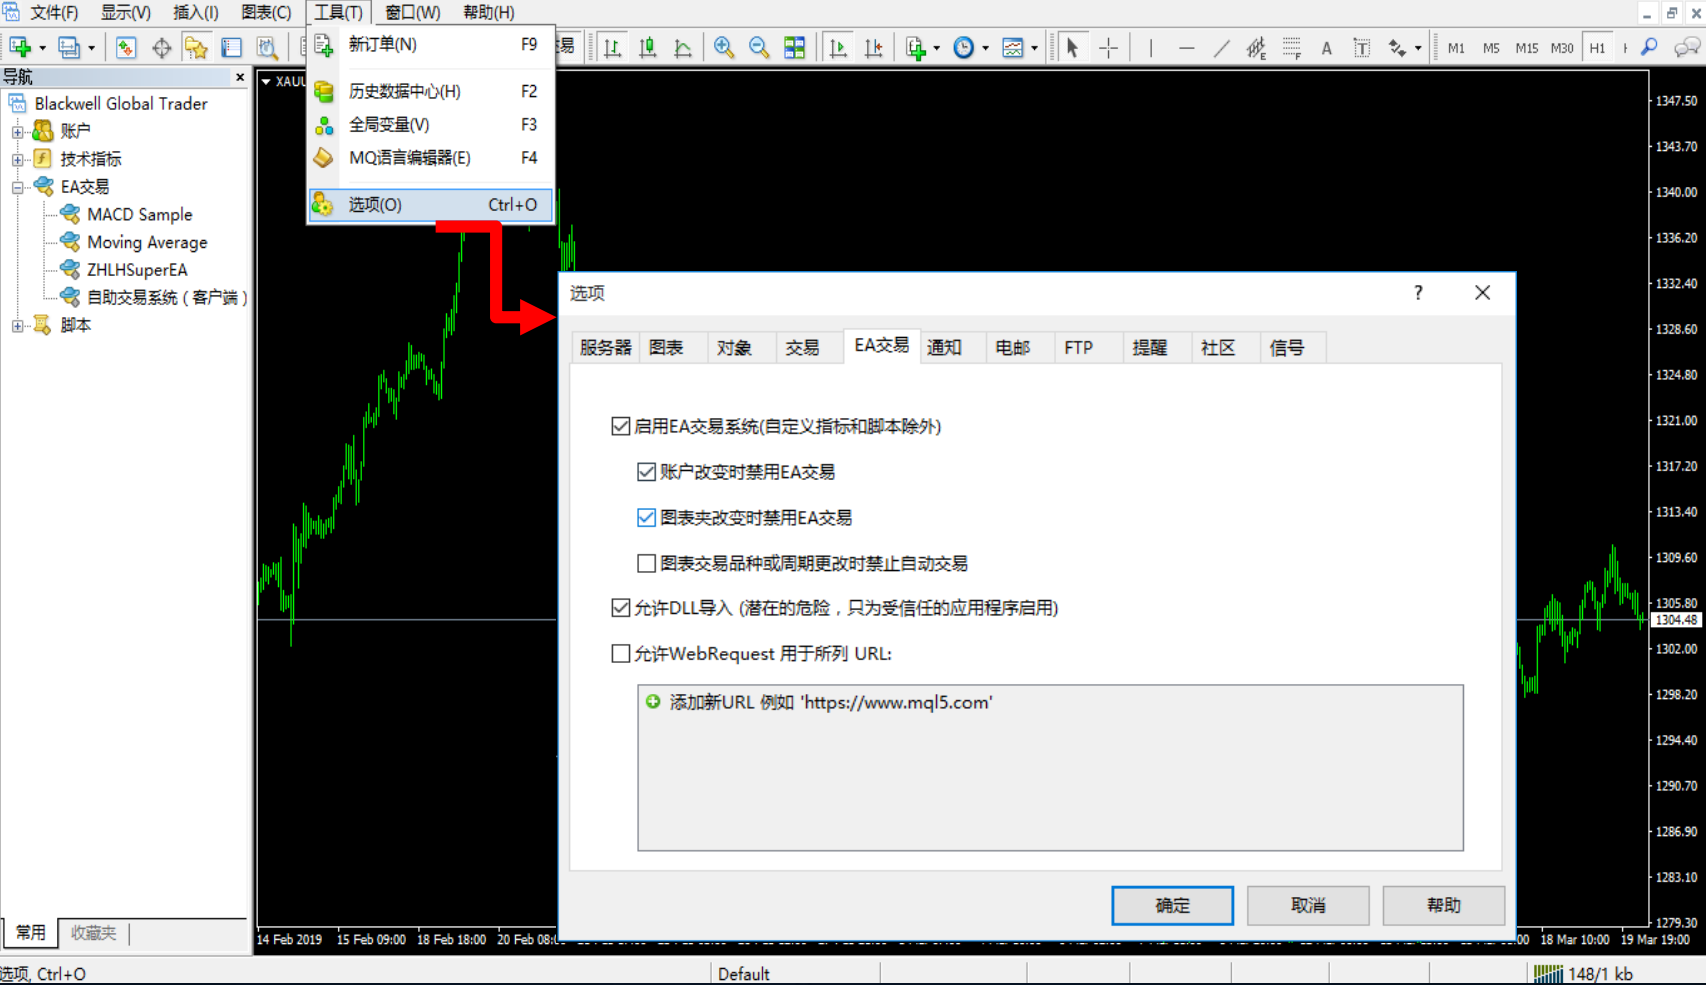 文件(F) 显示(V) 插入(I) 图表(C) 工具(T) 窗口(W) 帮助(H)
M1 M5 M15 M30 H1
导航
Blackwell Global Trader
账户
技术指标
EA交易
MACD Sample
Moving Average
ZHLHSuperEA
自助交易系统（客户端）
脚本
常用 收藏夹
新订单(N) F9
历史数据中心(H) F2
全局变量(V) F3
MQ语言编辑器(E) F4
选项(O) Ctrl+O
选项 ?
服务器 图表 对象 交易 EA交易 通知 电邮 FTP 提醒 社区 信号
启用EA交易系统(自定义指标和脚本除外)
账户改变时禁用EA交易
图表夹改变时禁用EA交易
图表交易品种或周期更改时禁止自动交易
允许DLL导入 (潜在的危险，只为受信任的应用程序启用)
允许WebRequest 用于所列 URL:
添加新URL 例如 'https://www.mql5.com'
确定 取消 帮助
1347.50
1343.70
1340.00
1336.20
1332.40
1328.60
1324.80
1321.00
1317.20
1313.40
1309.60
1305.80
1304.48
1302.00
1298.20
1294.40
1290.70
1286.90
1283.10
1279.30
14 Feb 2019 15 Feb 09:00 18 Feb 18:00 20 Feb 18 Mar 10:00 19 Mar 19:00
选项, Ctrl+O Default 148/1 kb